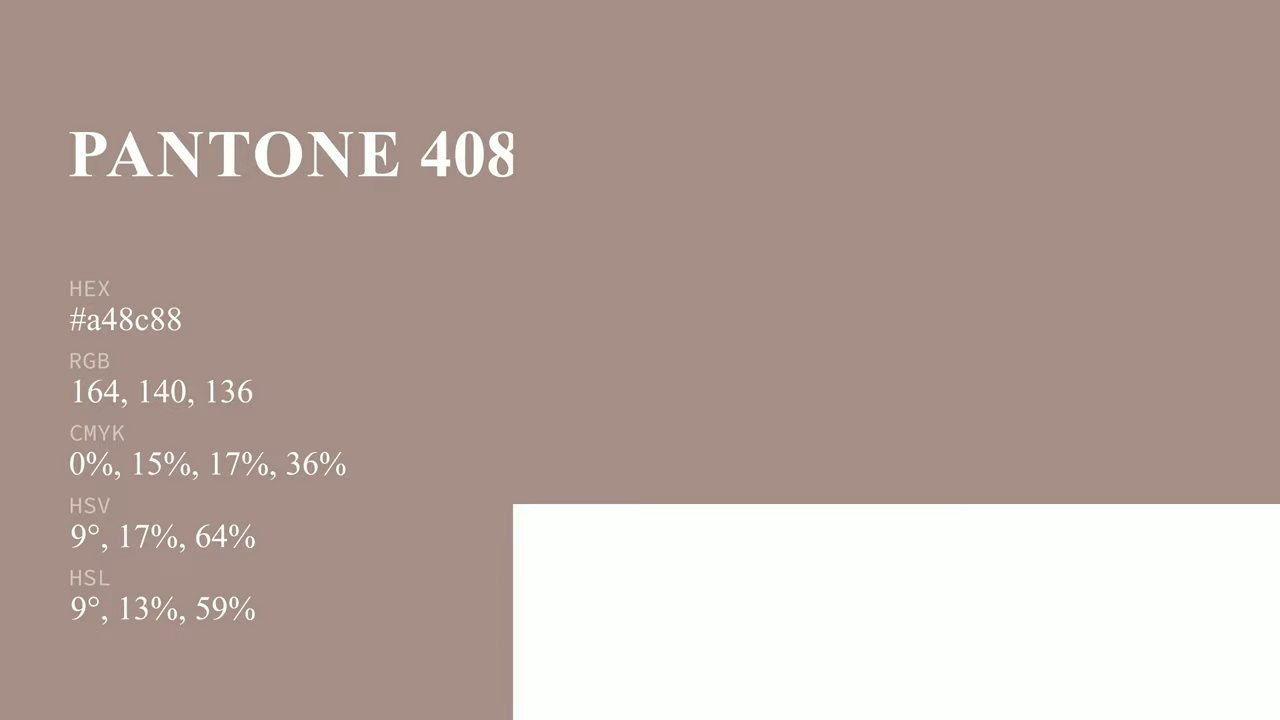 PANTONE 408
HEX
#a48c88
RGB
164, 140, 136
CMYK
0%, 15%, 17%, 36%
HSV
9°, 17%, 64%
HSL
9°, 13%, 59%